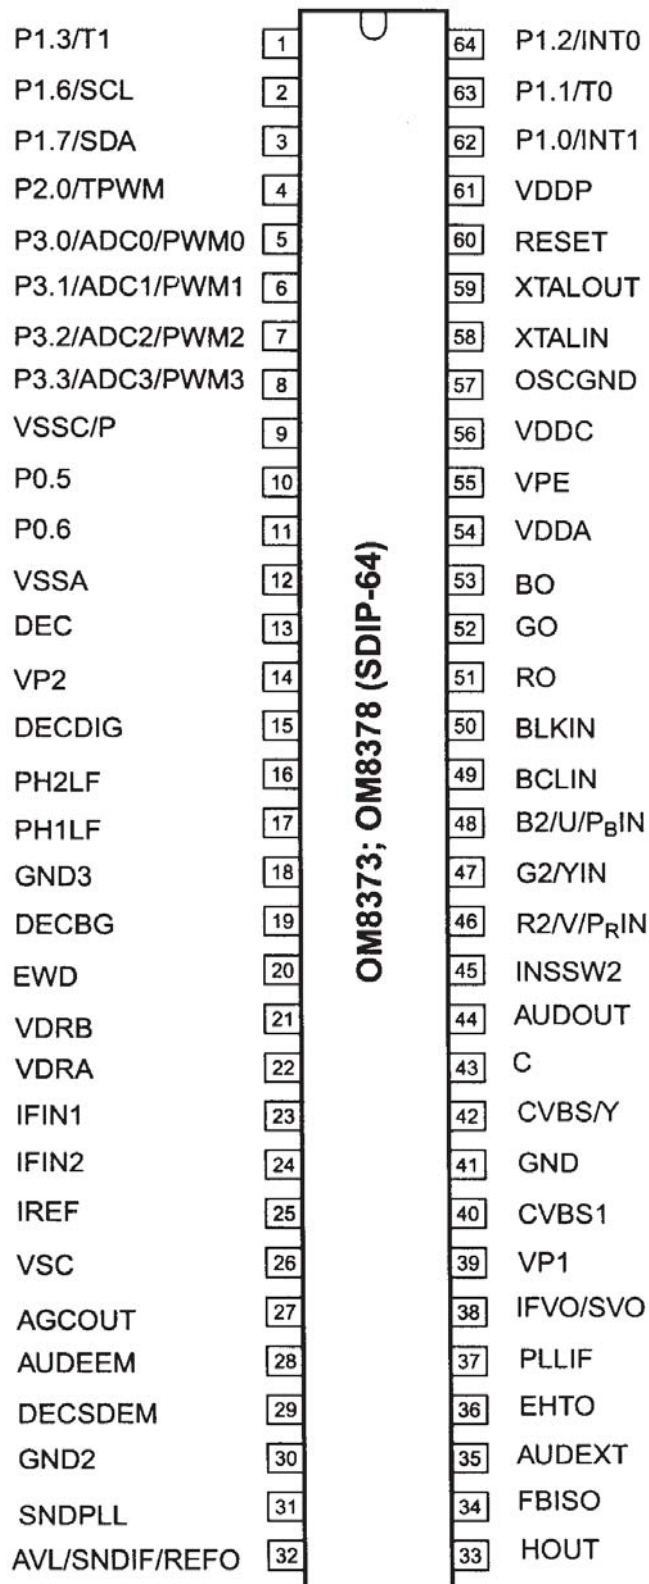 P1.3/T1 1 64 P1.2/INT0
P1.6/SCL 2 63 P1.1/T0
P1.7/SDA 3 62 P1.0/INT1
P2.0/TPWM 4 61 VDDP
P3.0/ADC0/PWM0 5 60 RESET
P3.1/ADC1/PWM1 6 59 XTALOUT
P3.2/ADC2/PWM2 7 58 XTALIN
P3.3/ADC3/PWM3 8 57 OSCGND
VSSC/P 9 56 VDDC
P0.5 10 55 VPE
P0.6 11 54 VDDA
VSSA 12 53 BO
DEC 13 52 GO
VP2 14 51 RO
DECDIG 15 50 BLKIN
PH2LF 16 49 BCLIN
PH1LF 17 48 B2/U/PBIN
GND3 18 47 G2/YIN
DECBG 19 46 R2/V/PRIN
EWD 20 45 INSSW2
VDRB 21 44 AUDOUT
VDRA 22 43 C
IFIN1 23 42 CVBS/Y
IFIN2 24 41 GND
IREF 25 40 CVBS1
VSC 26 39 VP1
AGCOUT 27 38 IFVO/SVO
AUDEEM 28 37 PLLIF
DECSDEM 29 36 EHTO
GND2 30 35 AUDEXT
SNDPLL 31 34 FBISO
AVL/SNDIF/REFO 32 33 HOUT
OM8373; OM8378 (SDIP-64)